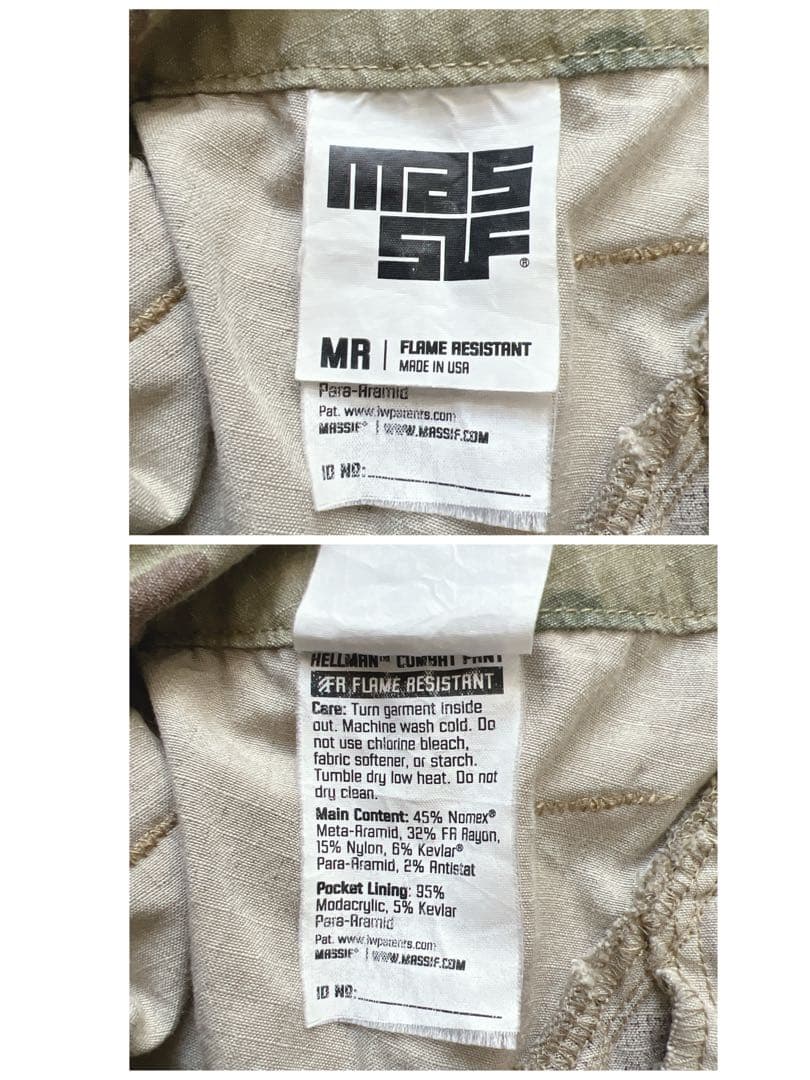 mas
sıf®
MR | FLAME RESISTANT
MADE IN USA
Para-Aramid
Pat. www.iwpatents.com
MASSIF® | WWW.MASSIF.COM
ID NO:
HELLMAN™ COMBAT PANT
FR FLAME RESISTANT
Care: Turn garment inside
out. Machine wash cold. Do
not use chlorine bleach,
fabric softener, or starch.
Tumble dry low heat. Do not
dry clean.
Main Content: 45% Nomex®
Meta-Aramid, 32% FR Rayon,
15% Nylon, 6% Kevlar®
Para-Aramid, 2% Antistat
Pocket Lining: 95%
Modacrylic, 5% Kevlar
Para-Aramid
Pat. www.iwpatents.com
MASSIF® | WWW.MASSIF.COM
ID NO: